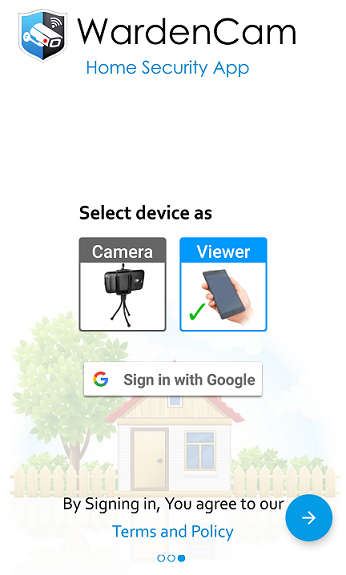 WardenCam
Home Security App
Select device as
Camera
Viewer
Sign in with Google
By Signing in, You agree to our
Terms and Policy